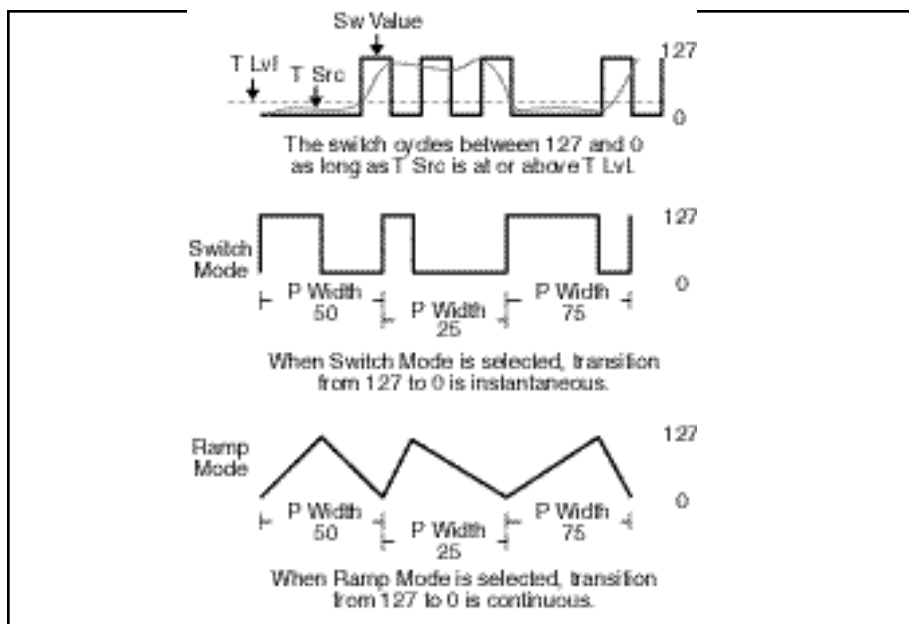 Sw Value
127
T Lvl
T Src
0
The switch cycles between 127 and 0
as long as T Src is at or above T Lvl.
127
Switch
Mode
0
P Width
50
P Width
25
P Width
75
When Switch Mode is selected, transition
from 127 to 0 is instantaneous.
127
Ramp
Mode
0
P Width
50
P Width
25
P Width
75
When Ramp Mode is selected, transition
from 127 to 0 is continuous.